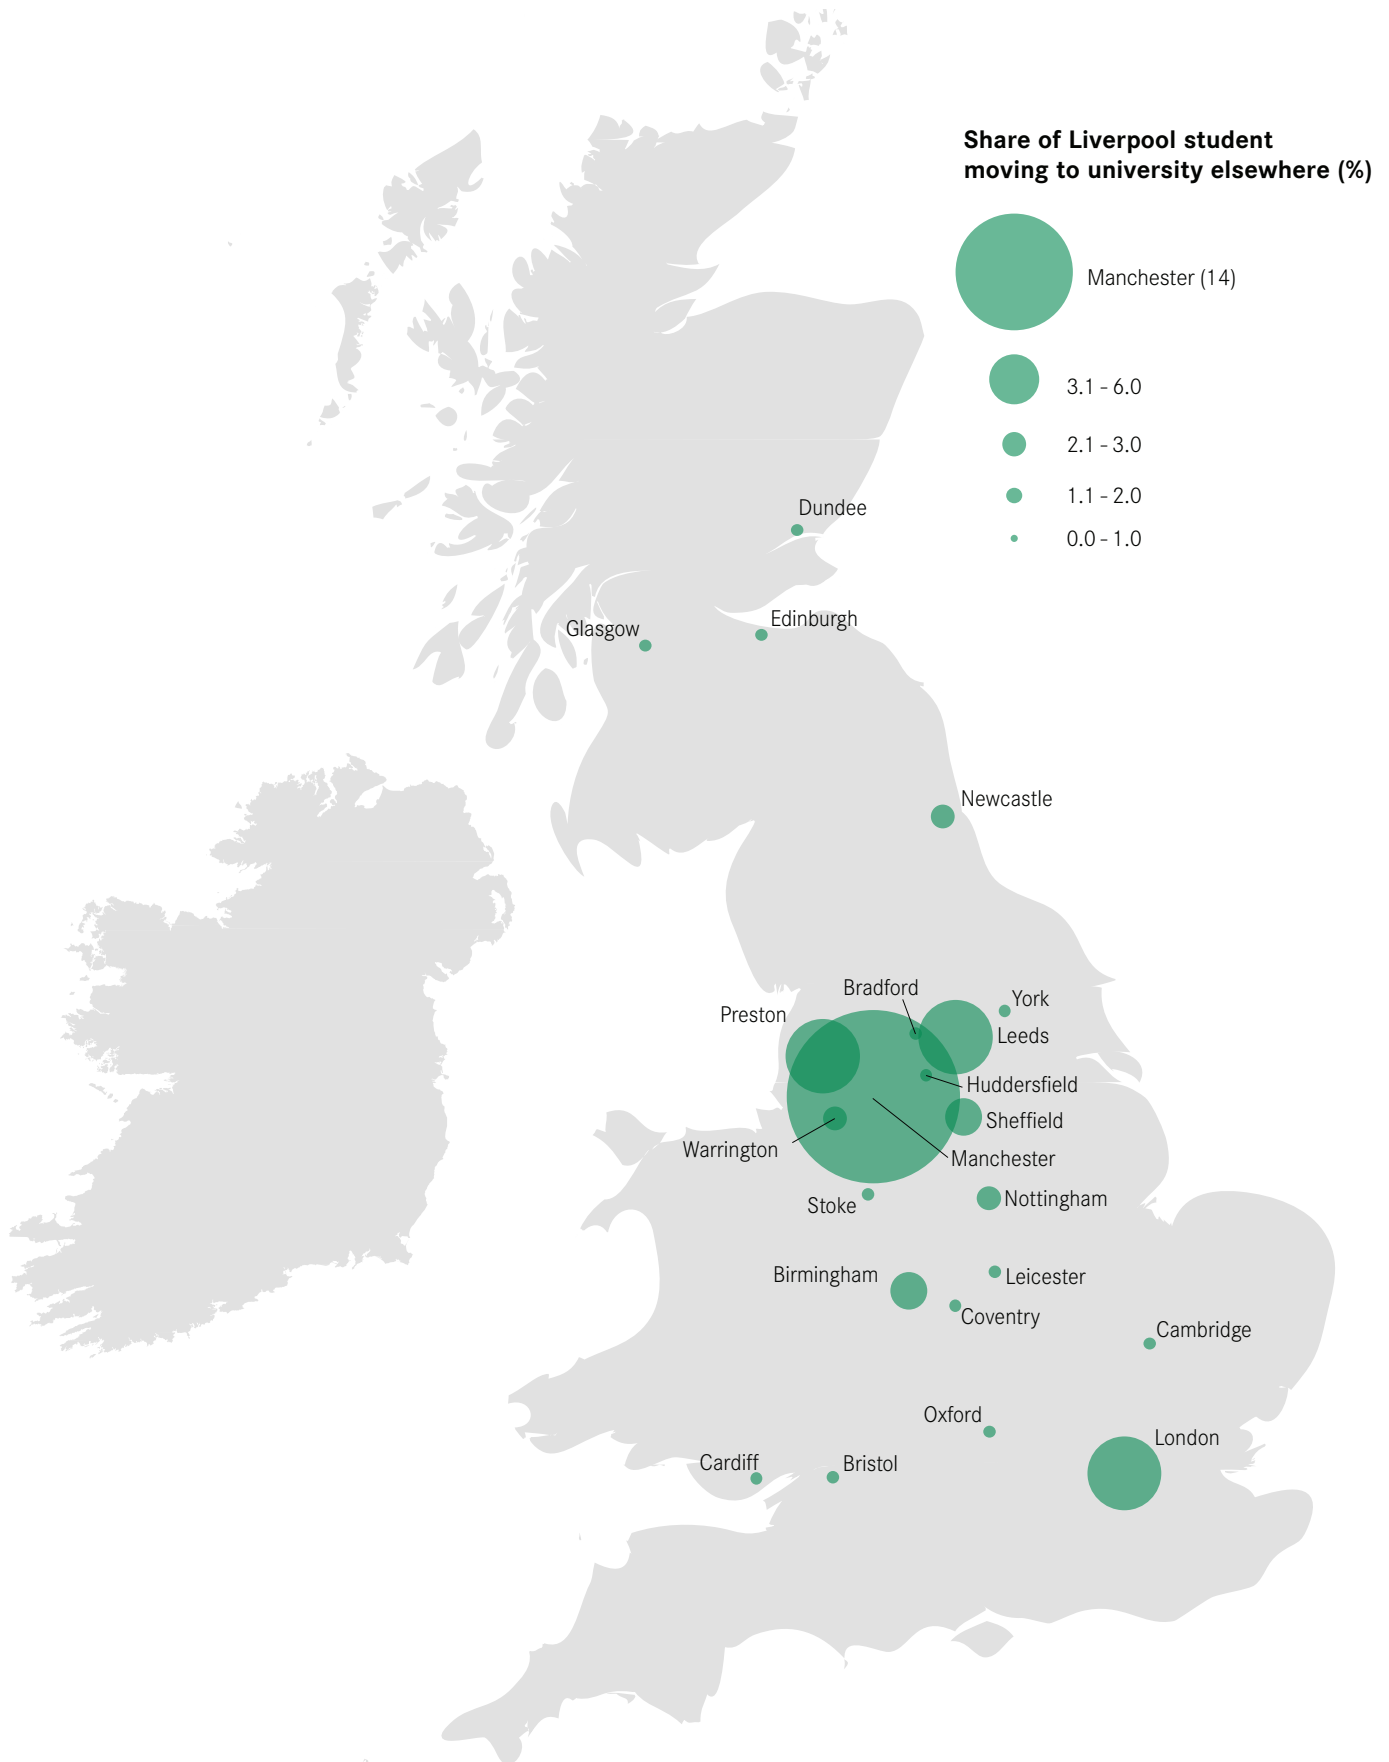 Share of Liverpool student
moving to university elsewhere (%)
Manchester (14)
3.1 - 6.0
2.1 - 3.0
1.1 - 2.0
0.0 - 1.0
Dundee
Edinburgh
Glasgow
Newcastle
Bradford
York
Preston
Leeds
Huddersfield
Sheffield
Warrington
Manchester
Stoke
Nottingham
Birmingham
Leicester
Coventry
Cambridge
Oxford
London
Cardiff
Bristol